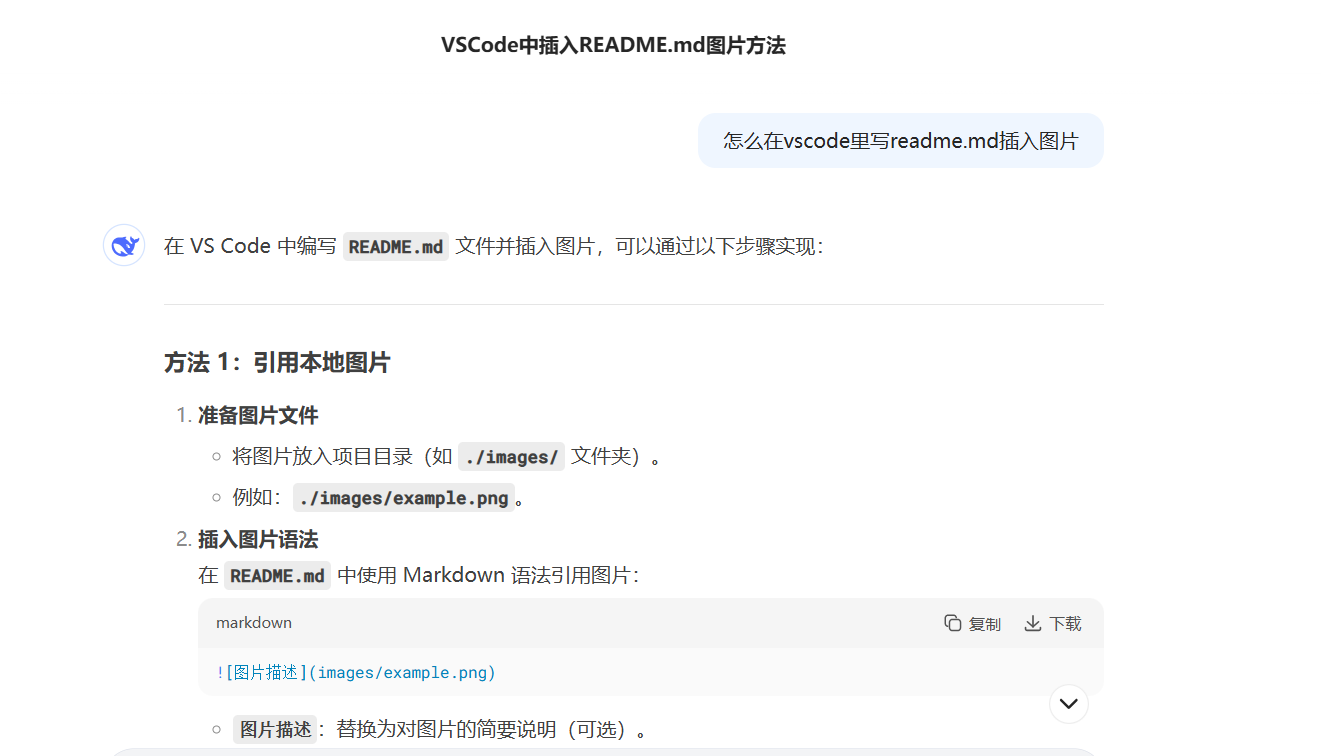 VSCode中插入README.md图片方法
怎么在vscode里写readme.md插入图片
在 VS Code 中编写 README.md 文件并插入图片，可以通过以下步骤实现：
方法 1：引用本地图片
1. 准备图片文件
将图片放入项目目录（如 ./images/ 文件夹）。
例如：./images/example.png。
2. 插入图片语法
在 README.md 中使用 Markdown 语法引用图片：
markdown 复制 下载
![图片描述](images/example.png)
图片描述：替换为对图片的简要说明（可选）。